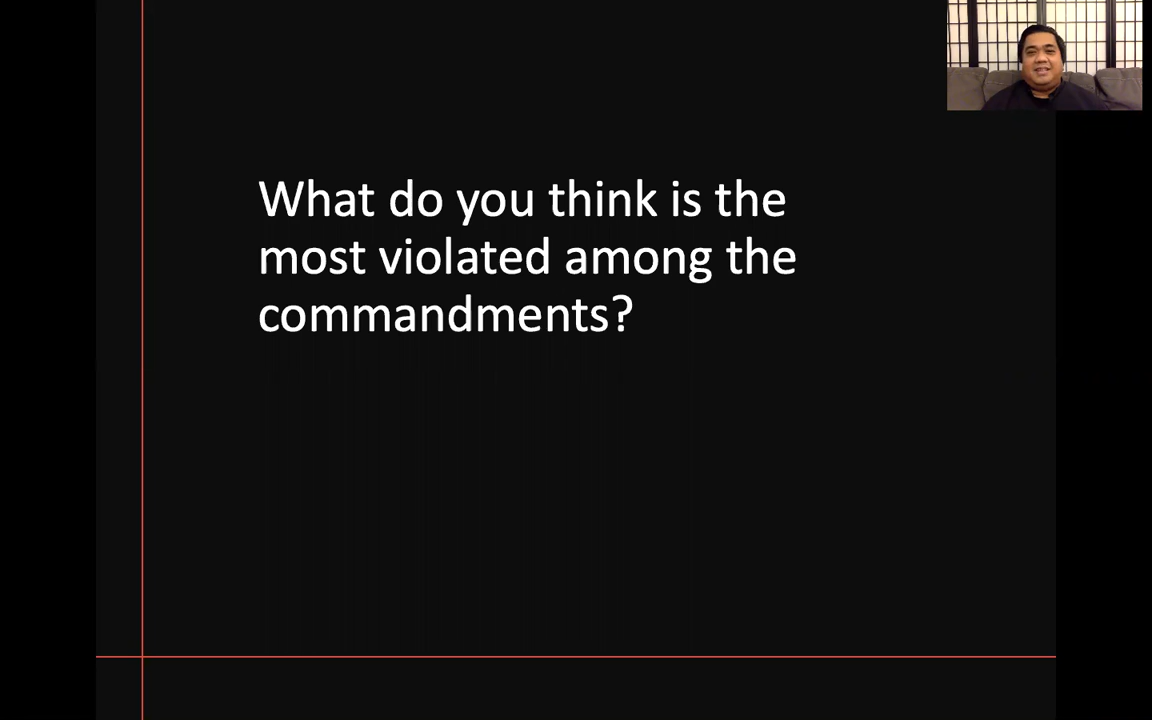 What do you think is the
most violated among the
commandments?